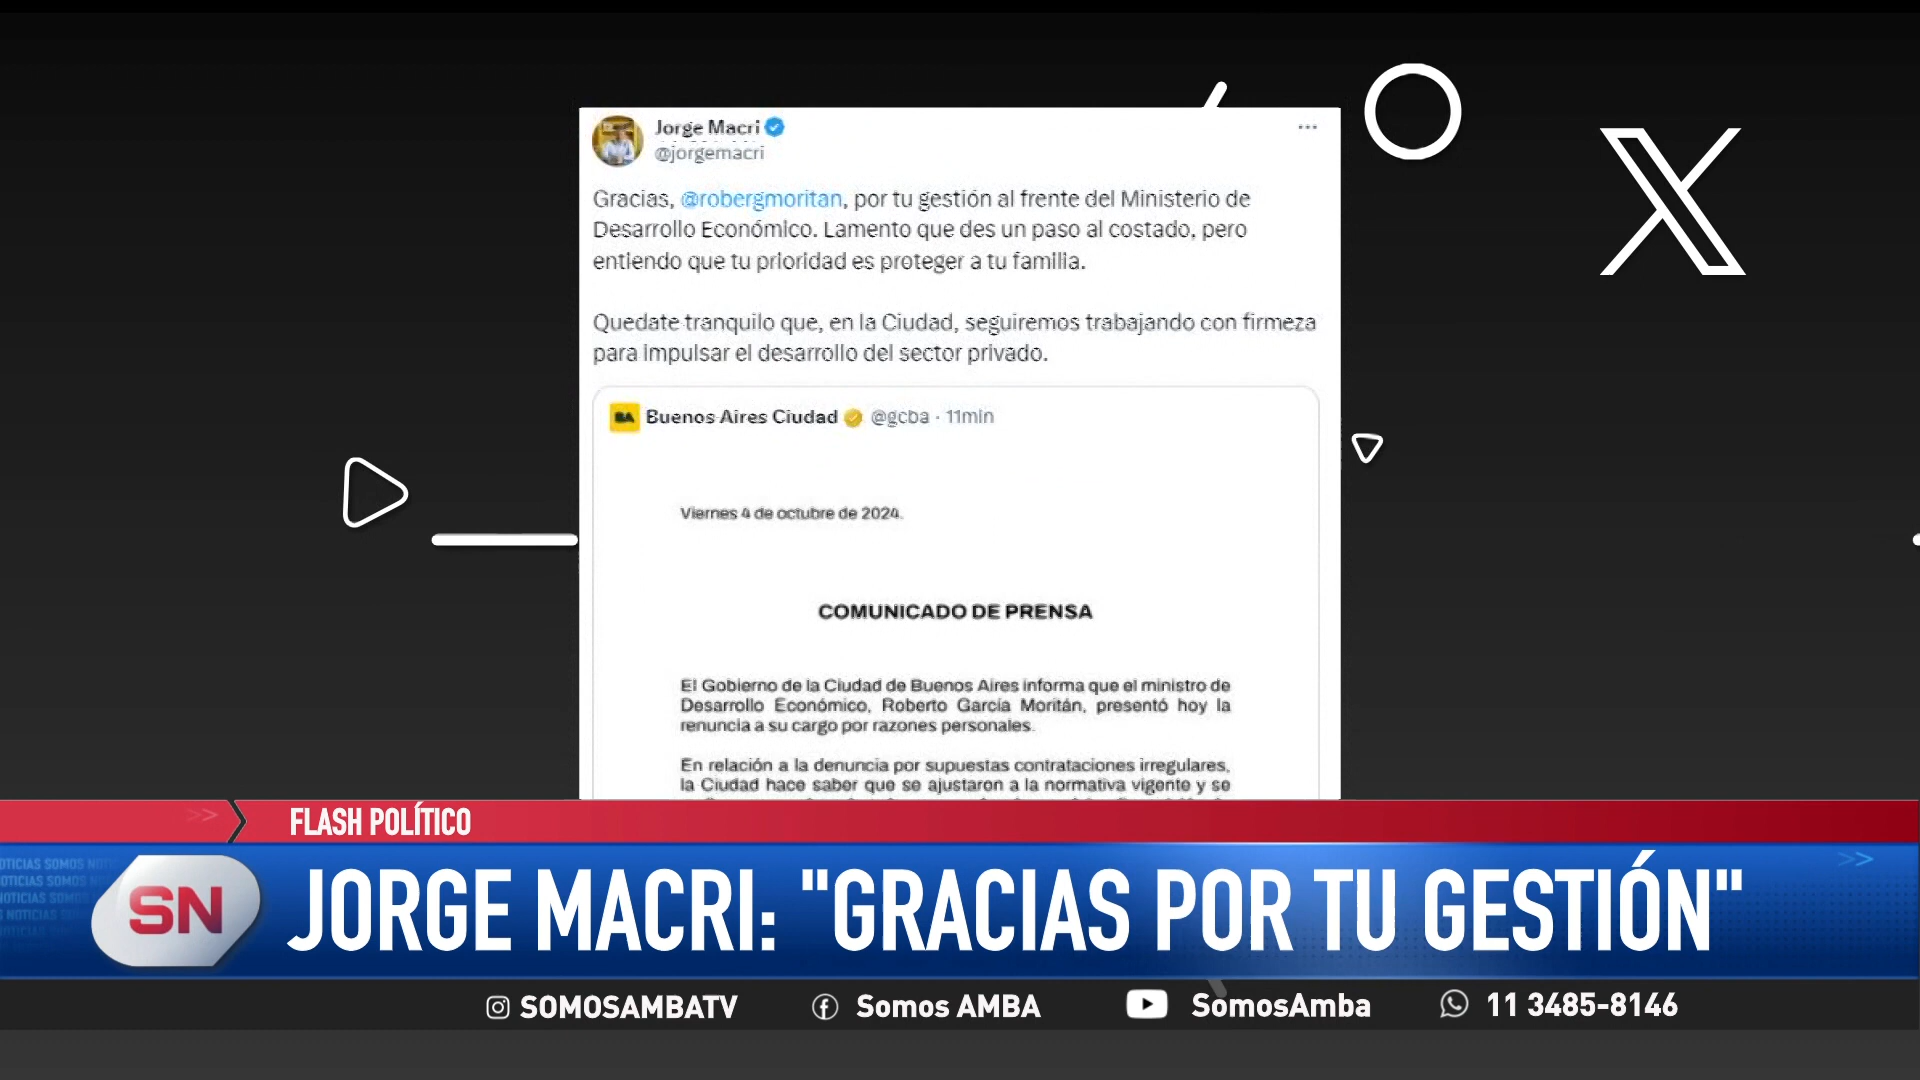 Jorge Macri
@jorgemacri
Gracias, @robergmoritan, por tu gestión al frente del Ministerio de
Desarrollo Económico. Lamento que des un paso al costado, pero
entiendo que tu prioridad es proteger a tu familia.
Quedate tranquilo que, en la Ciudad, seguiremos trabajando con firmeza
para impulsar el desarrollo del sector privado.
BA Buenos Aires Ciudad @gcba · 11min
Viernes 4 de octubre de 2024.
COMUNICADO DE PRENSA
El Gobierno de la Ciudad de Buenos Aires informa que el ministro de
Desarrollo Económico, Roberto García Moritán, presentó hoy la
renuncia a su cargo por razones personales.
En relación a la denuncia por supuestas contrataciones irregulares,
la Ciudad hace saber que se ajustaron a la normativa vigente y se
FLASH POLÍTICO
SN
JORGE MACRI: "GRACIAS POR TU GESTIÓN"
SOMOSAMBATV Somos AMBA SomosAmba 11 3485-8146